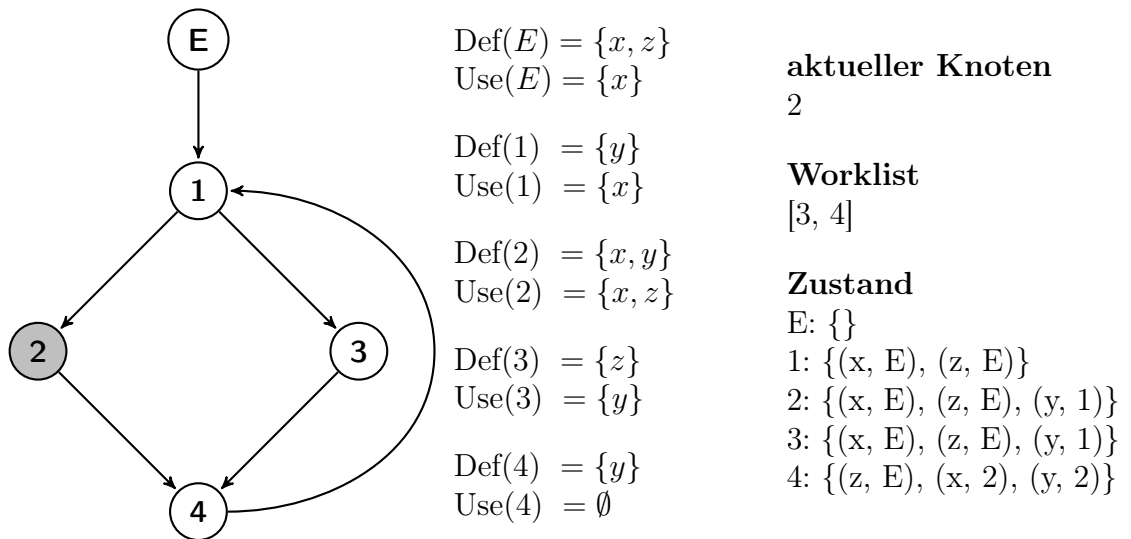 E
1
2
3
4
Def(E) = {x, z}
Use(E) = {x}
Def(1) = {y}
Use(1) = {x}
Def(2) = {x, y}
Use(2) = {x, z}
Def(3) = {z}
Use(3) = {y}
Def(4) = {y}
Use(4) = ∅
aktueller Knoten
2
Worklist
[3, 4]
Zustand
E: {}
1: {(x, E), (z, E)}
2: {(x, E), (z, E), (y, 1)}
3: {(x, E), (z, E), (y, 1)}
4: {(z, E), (x, 2), (y, 2)}